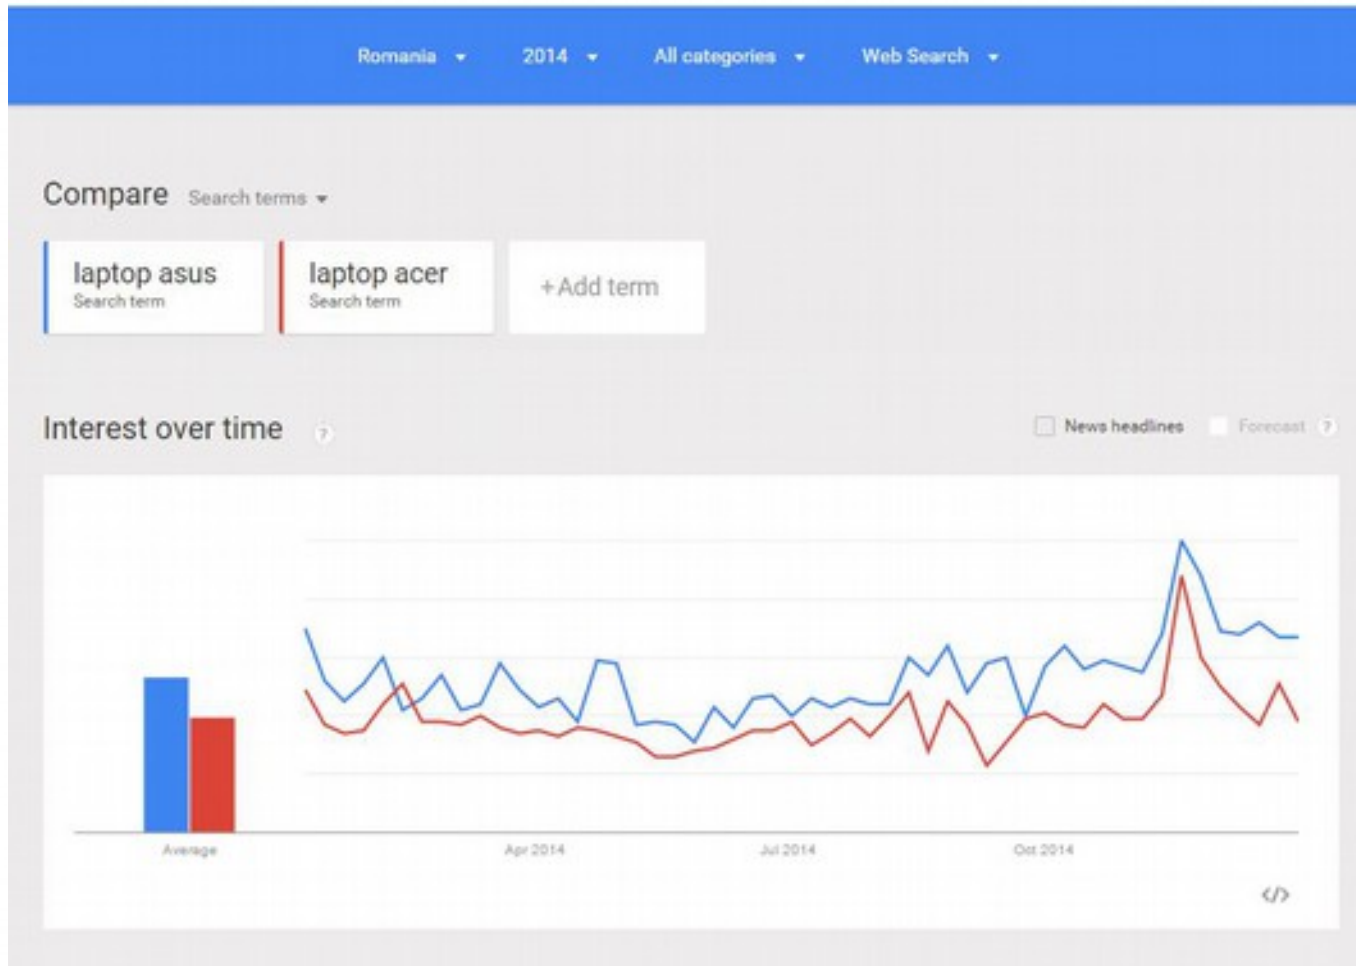 Romania 2014 All categories Web Search
Compare Search terms
laptop asus
Search term
laptop acer
Search term
+Add term
Interest over time ?
News headlines Forecast ?
Average Apr 2014 Jul 2014 Oct 2014
</>